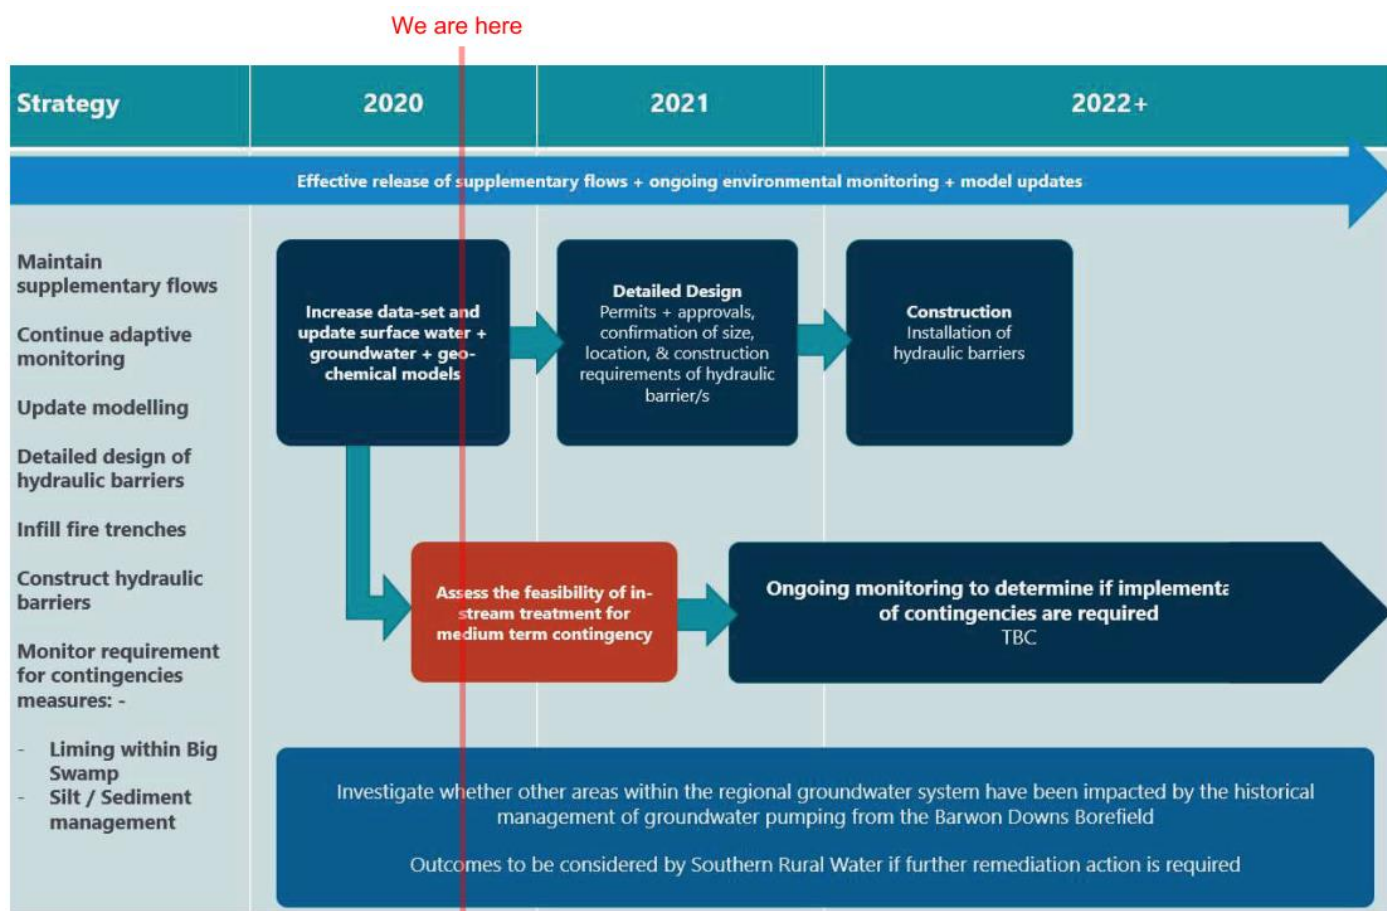 We are here
Strategy
2020
2021
2022+
Effective release of supplementary flows + ongoing environmental monitoring + model updates
Maintain
supplementary flows
Continue adaptive
monitoring
Update modelling
Detailed design of
hydraulic barriers
Infill fire trenches
Construct hydraulic
barriers
Monitor requirement
for contingencies
measures: -
- Liming within Big
Swamp
- Silt / Sediment
management
Increase data-set and
update surface water +
groundwater + geo-
chemical models
Detailed Design
Permits + approvals,
confirmation of size,
location, & construction
requirements of hydraulic
barrier/s
Construction
Installation of
hydraulic barriers
Assess the feasibility of in-
stream treatment for
medium term contingency
Ongoing monitoring to determine if implementa
of contingencies are required
TBC
Investigate whether other areas within the regional groundwater system have been impacted by the historical
management of groundwater pumping from the Barwon Downs Borefield
Outcomes to be considered by Southern Rural Water if further remediation action is required